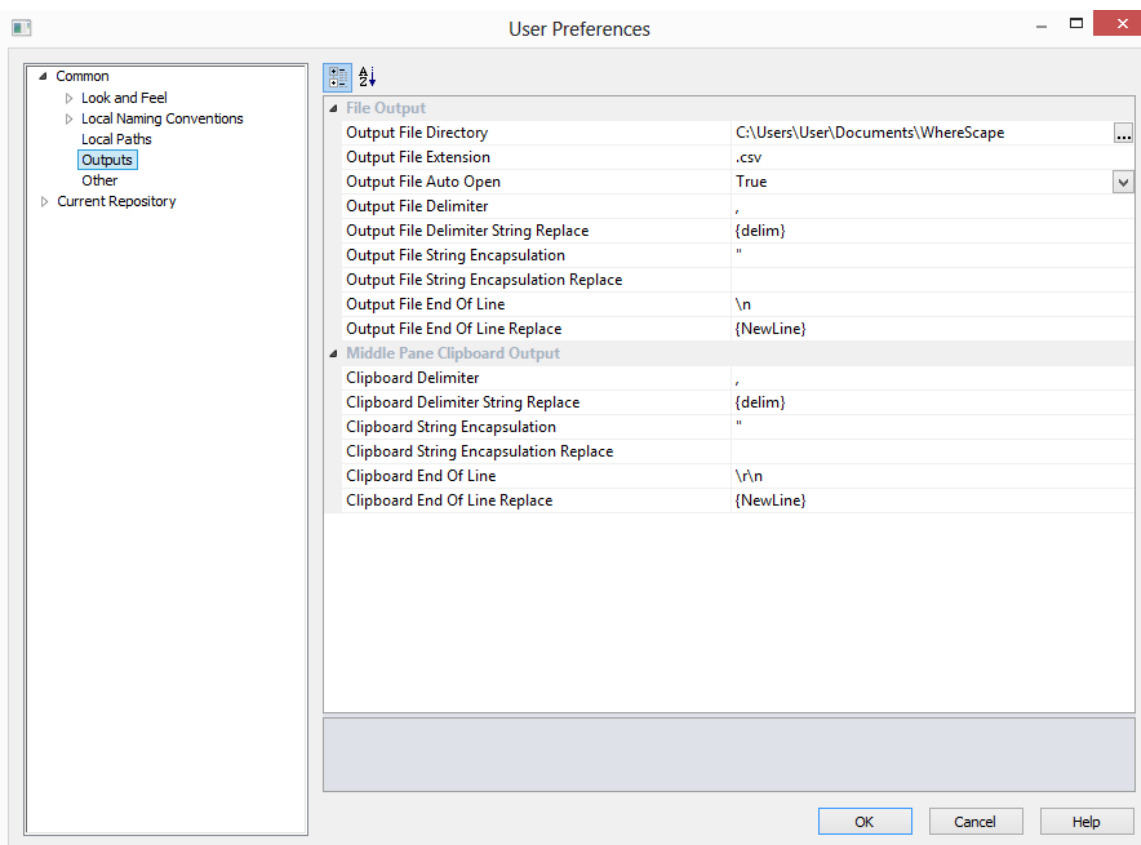 User Preferences
Common
Look and Feel
Local Naming Conventions
Local Paths
Outputs
Other
Current Repository
File Output
Output File Directory C:\Users\User\Documents\WhereScape ...
Output File Extension .csv
Output File Auto Open True
Output File Delimiter ,
Output File Delimiter String Replace {delim}
Output File String Encapsulation "
Output File String Encapsulation Replace
Output File End Of Line \n
Output File End Of Line Replace {NewLine}
Middle Pane Clipboard Output
Clipboard Delimiter ,
Clipboard Delimiter String Replace {delim}
Clipboard String Encapsulation "
Clipboard String Encapsulation Replace
Clipboard End Of Line \r\n
Clipboard End Of Line Replace {NewLine}
OK Cancel Help